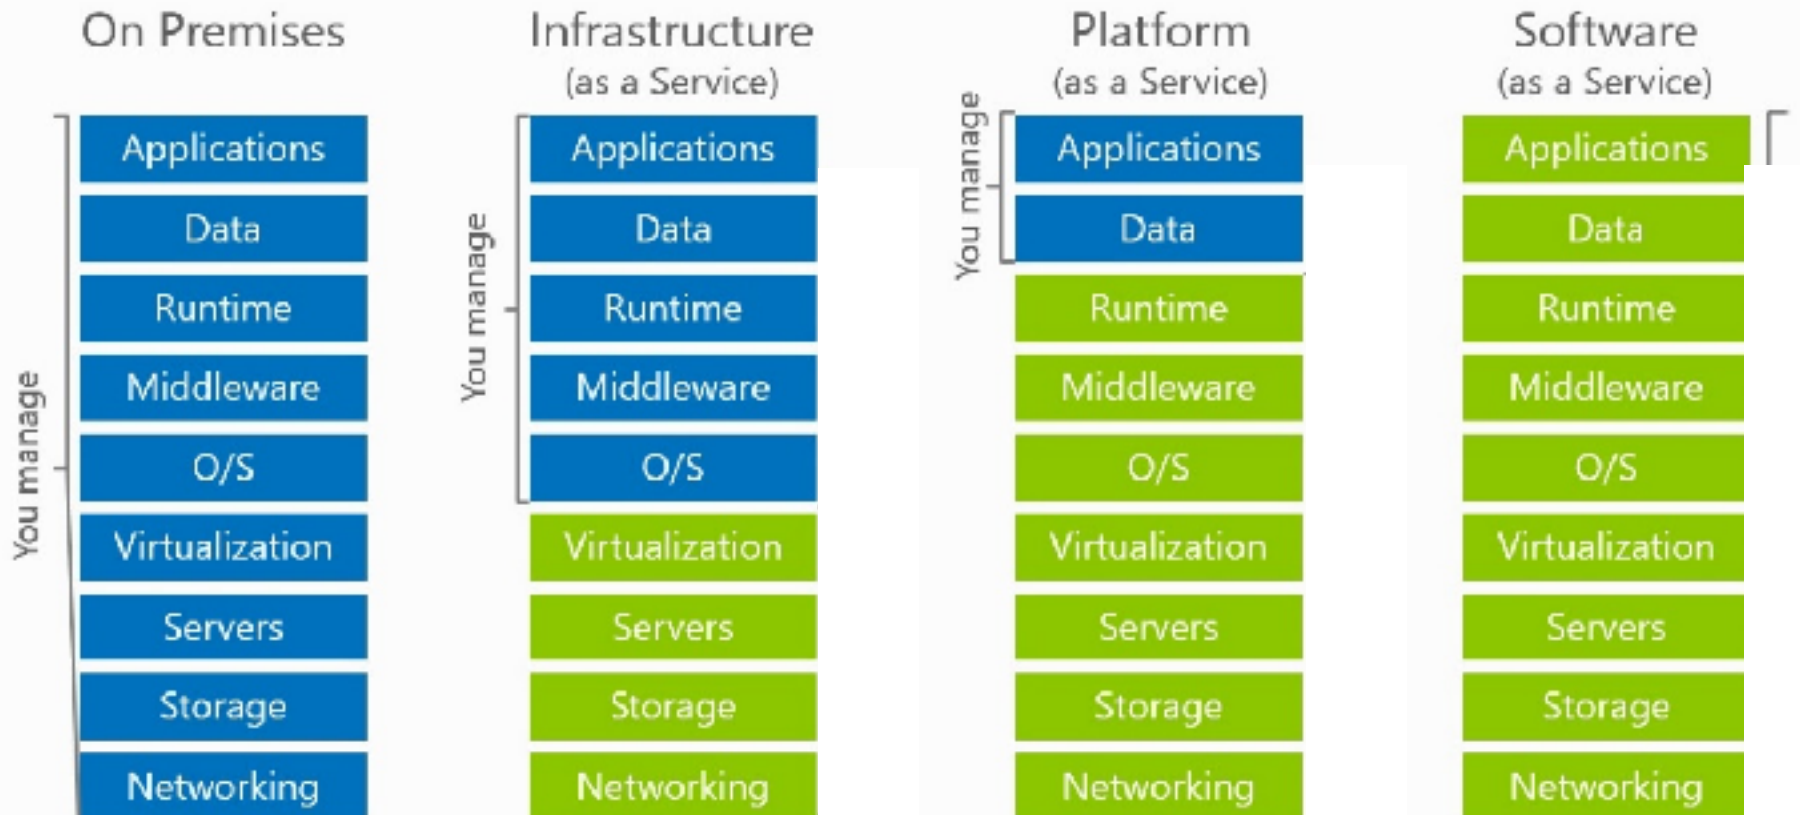 On Premises
You manage
Applications
Data
Runtime
Middleware
O/S
Virtualization
Servers
Storage
Networking
Infrastructure
(as a Service)
You manage
Applications
Data
Runtime
Middleware
O/S
Virtualization
Servers
Storage
Networking
Platform
(as a Service)
You manage
Applications
Data
Runtime
Middleware
O/S
Virtualization
Servers
Storage
Networking
Software
(as a Service)
Applications
Data
Runtime
Middleware
O/S
Virtualization
Servers
Storage
Networking